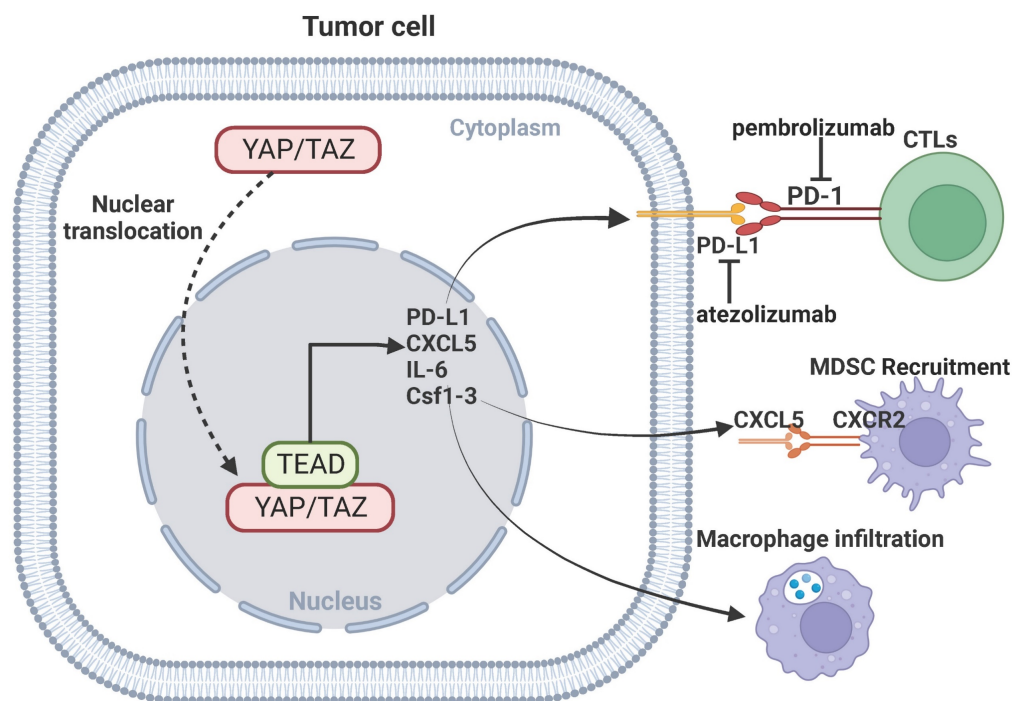 Tumor cell
Cytoplasm
YAP/TAZ
Nuclear
translocation
pembrolizumab
CTLs
PD-1
PD-L1
atezolizumab
PD-L1
CXCL5
IL-6
Csf1-3
MDSC Recruitment
CXCL5
CXCR2
TEAD
YAP/TAZ
Macrophage infiltration
Nucleus